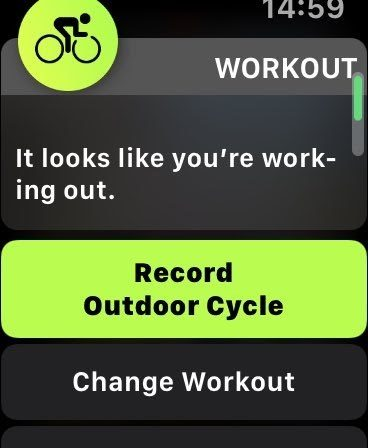 14:59
WORKOUT
It looks like you’re work-
ing out.
Record
Outdoor Cycle
Change Workout